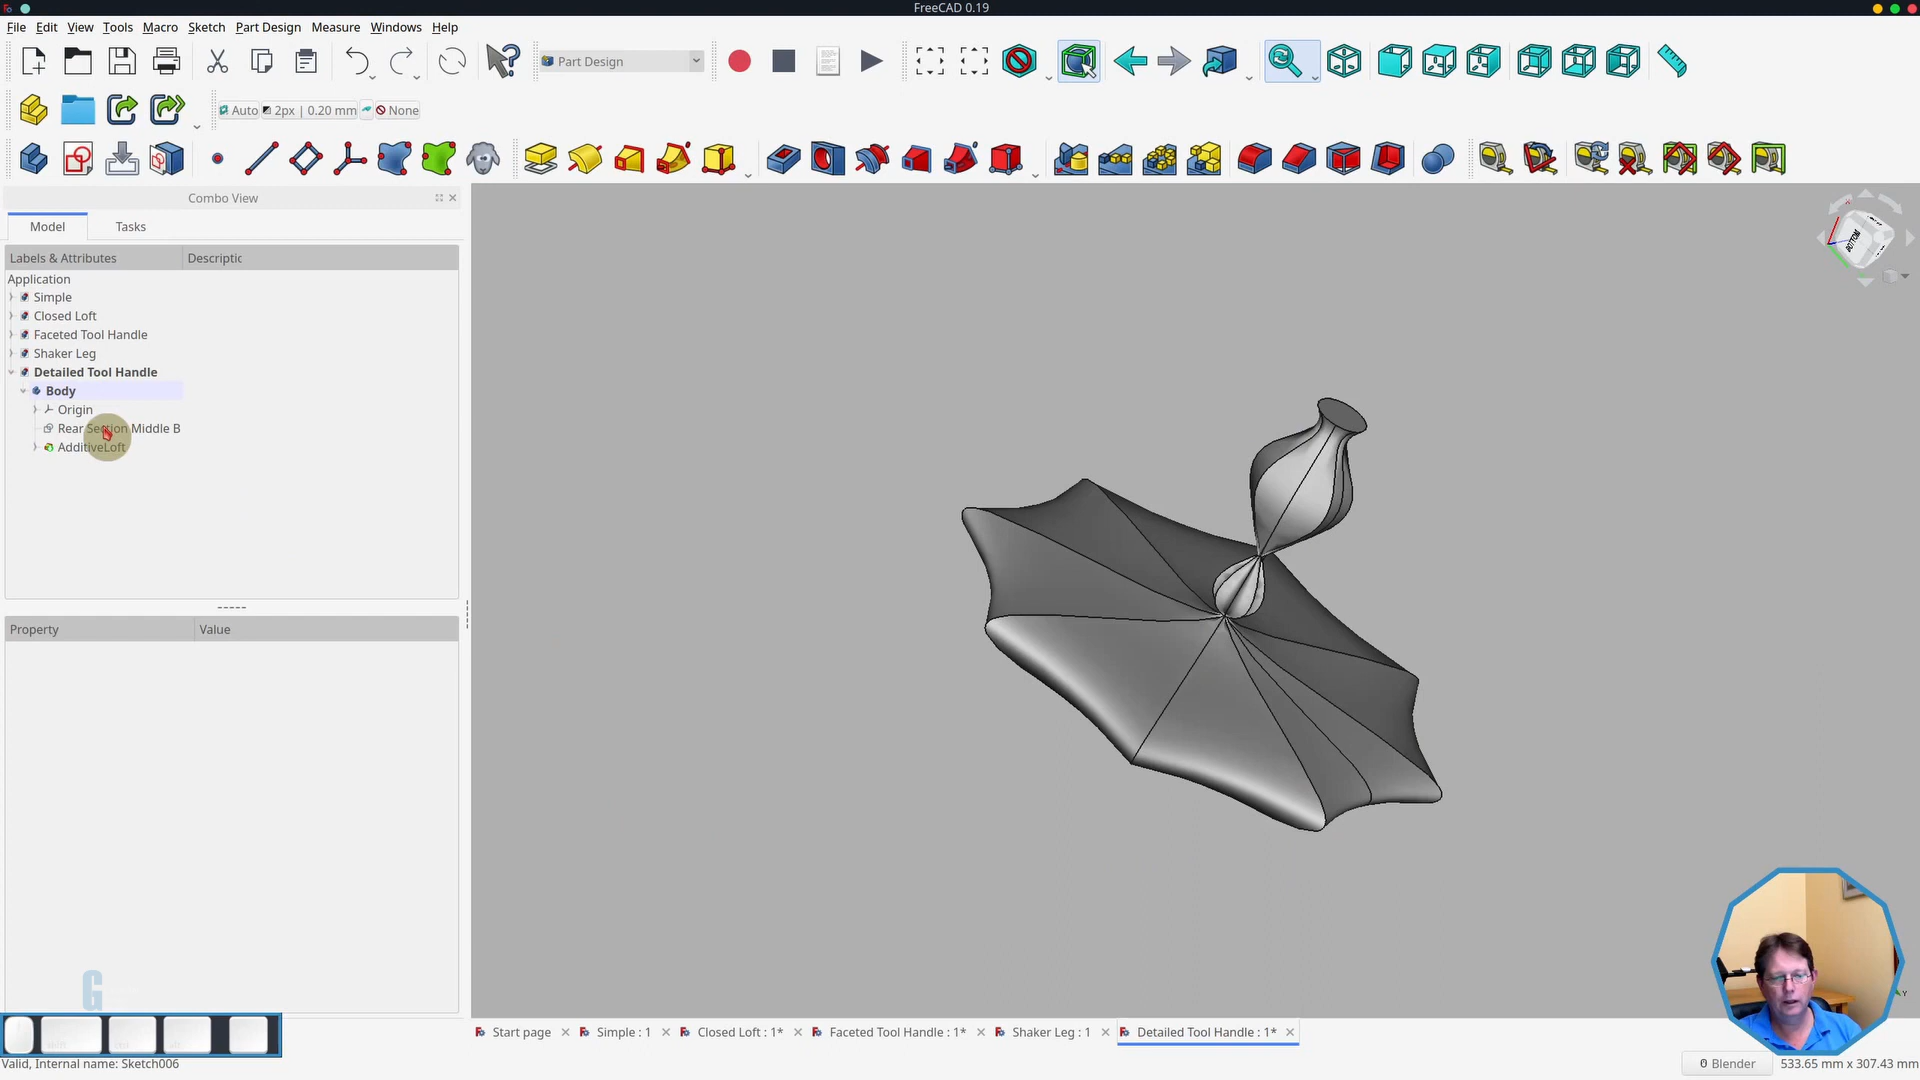 FreeCAD 0.19
File Edit View Tools Macro Sketch Part Design Measure Windows Help
Part Design
Auto 2px | 0.20 mm None
Combo View
Model Tasks
Labels & Attributes Descriptic
Application
Simple
Closed Loft
Faceted Tool Handle
Shaker Leg
Detailed Tool Handle
Body
Origin
Rear Section Middle B
AdditiveLoft
Property Value
BOTTOM
G
Start page Simple : 1 Closed Loft : 1* Faceted Tool Handle : 1* Shaker Leg : 1 Detailed Tool Handle : 1*
Valid, Internal name: Sketch006
Blender 533.65 mm x 307.43 mm